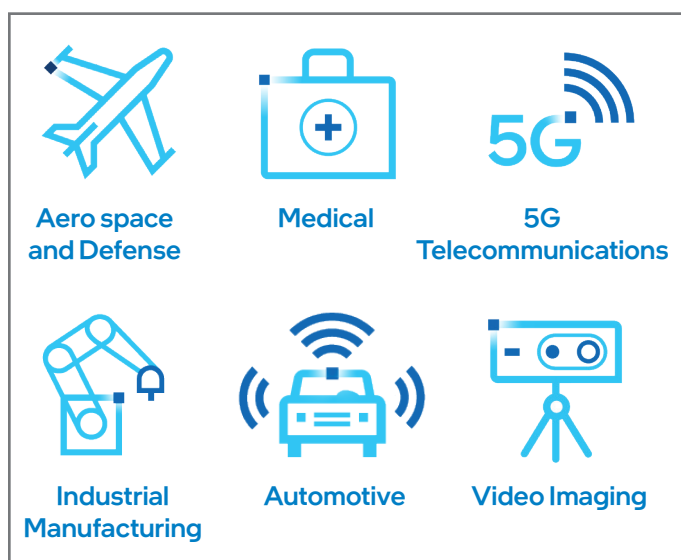 5G
Aero space
and Defense
Medical
5G
Telecommunications
Industrial
Manufacturing
Automotive
Video Imaging